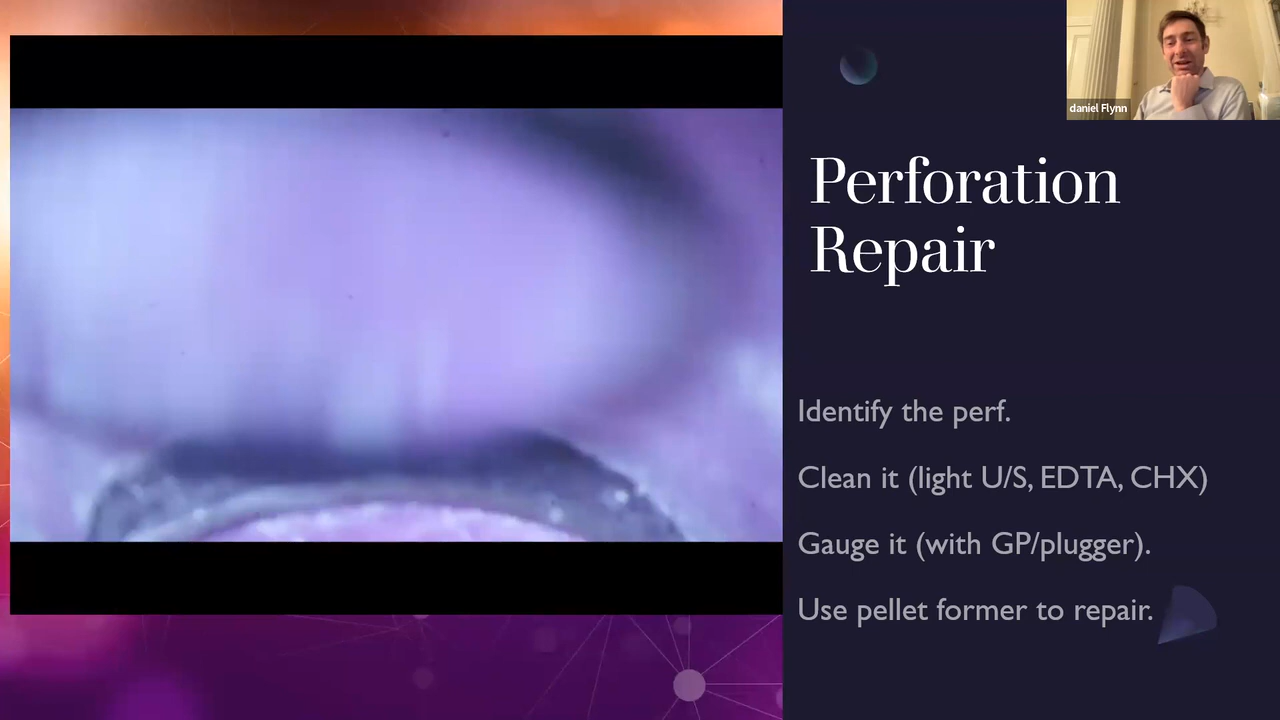 daniel Flynn
Perforation
Repair
Identify the perf.
Clean it (light U/S, EDTA, CHX)
Gauge it (with GP/plugger).
Use pellet former to repair.